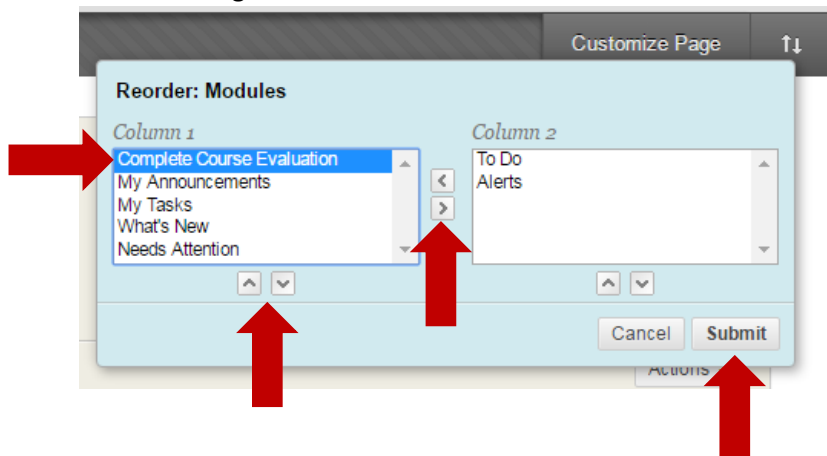 Customize Page
Reorder: Modules
Column 1
Column 2
Complete Course Evaluation
My Announcements
My Tasks
What's New
Needs Attention
To Do
Alerts
Cancel
Submit
Actions